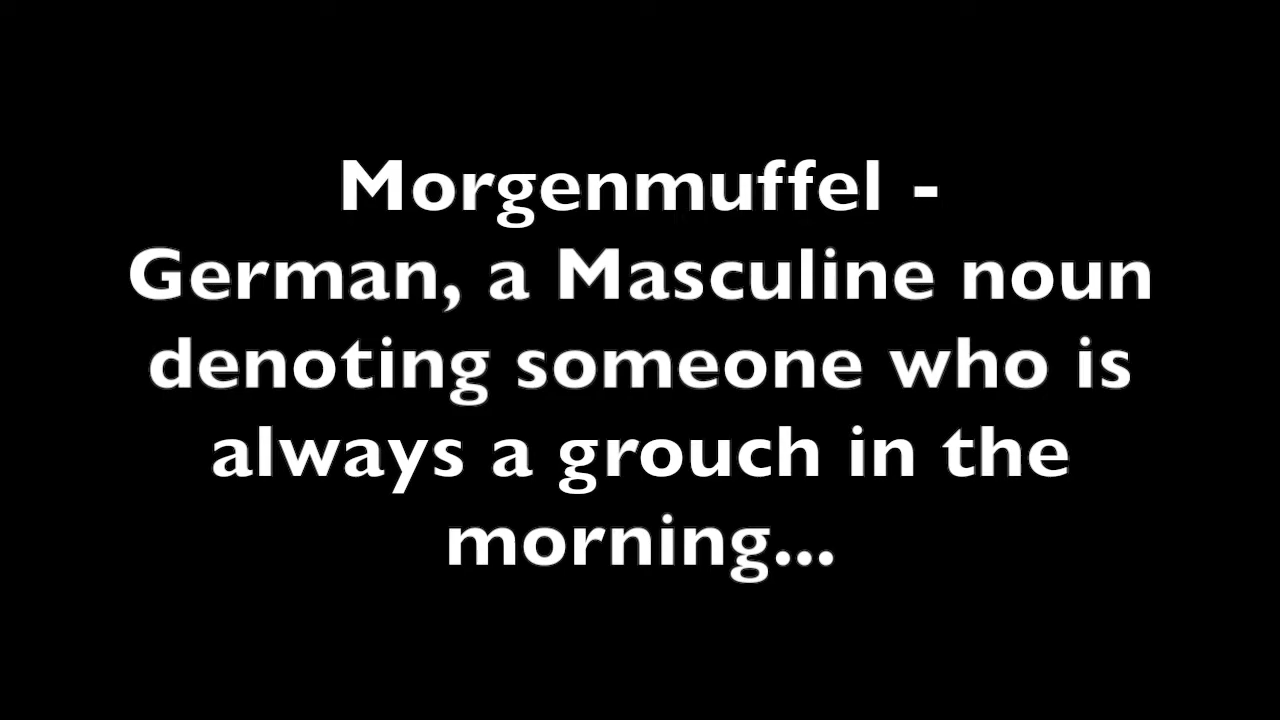 Morgenmuffel -
German, a Masculine noun
denoting someone who is
always a grouch in the
morning...